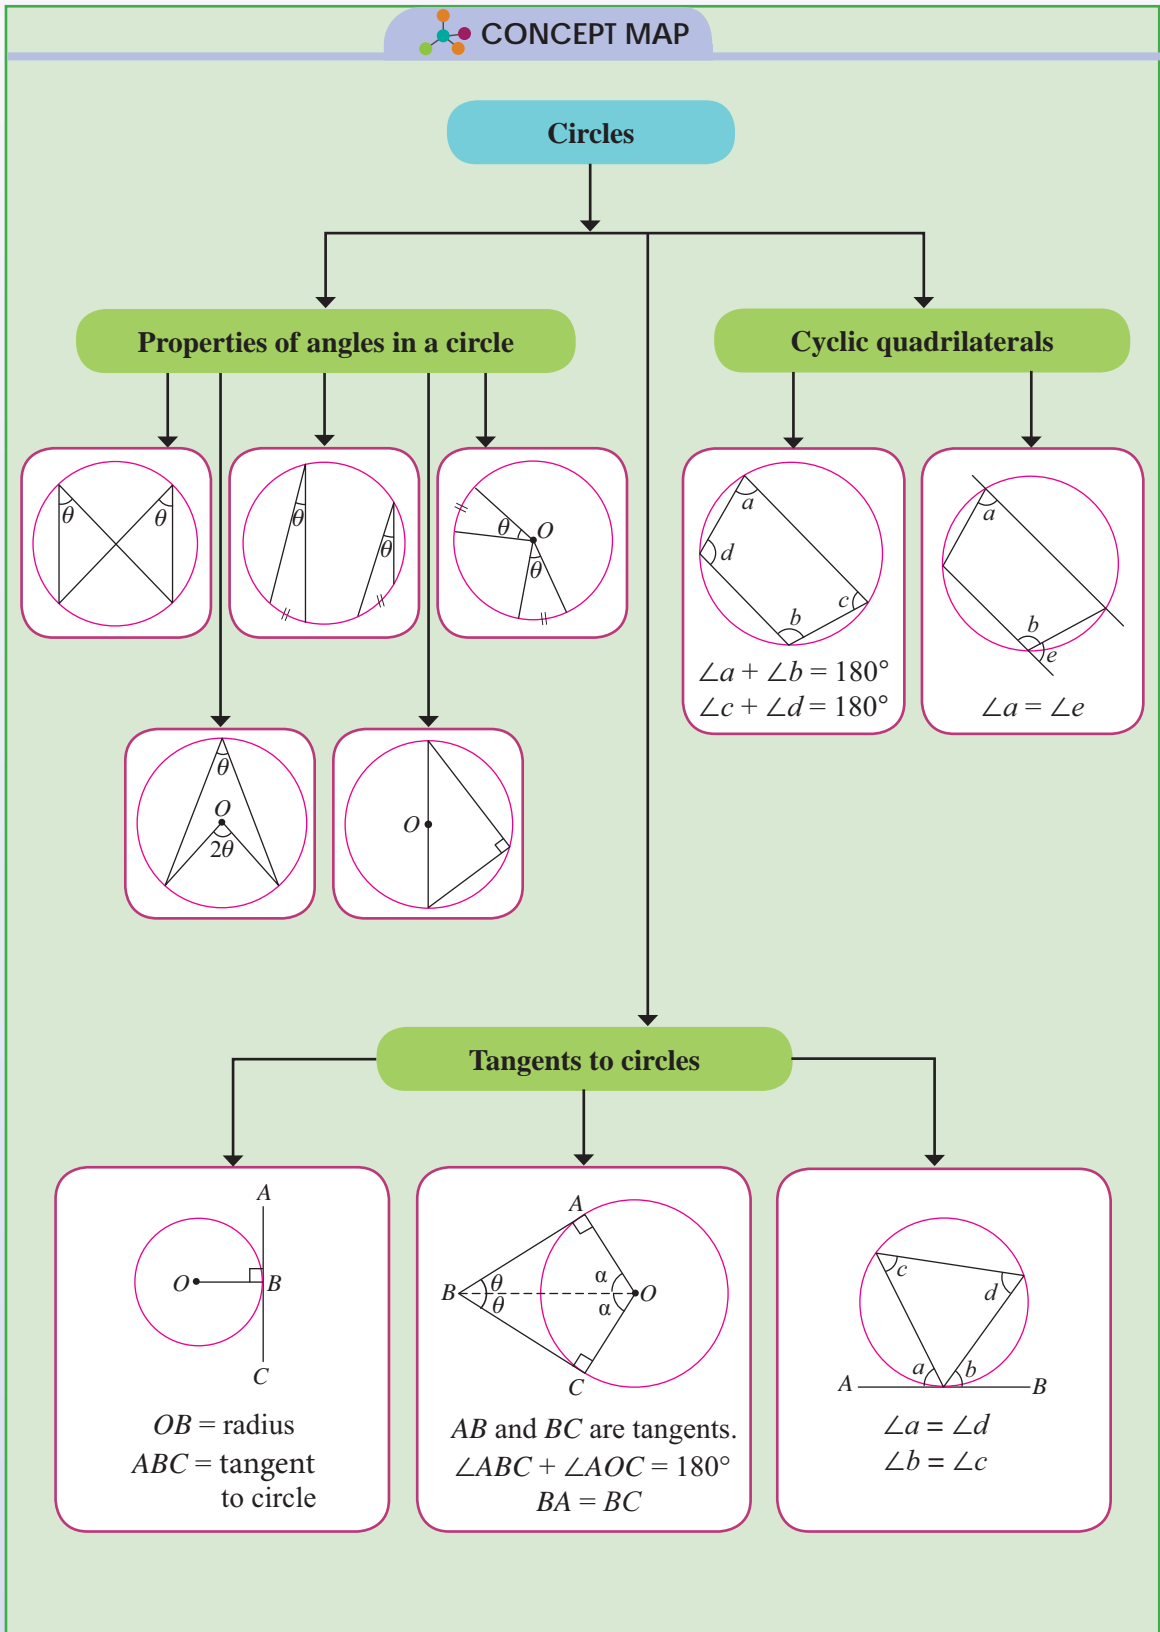 CONCEPT MAP
Circles
Properties of angles in a circle
Cyclic quadrilaterals
θ θ
θ θ
θ O θ
a d b c
∠a + ∠b = 180°
∠c + ∠d = 180°
a b e
∠a = ∠e
θ O 2θ
O
Tangents to circles
A
O B
C
OB = radius
ABC = tangent
to circle
A
B θ θ α α O
C
AB and BC are tangents.
∠ABC + ∠AOC = 180°
BA = BC
c d
a b
A B
∠a = ∠d
∠b = ∠c